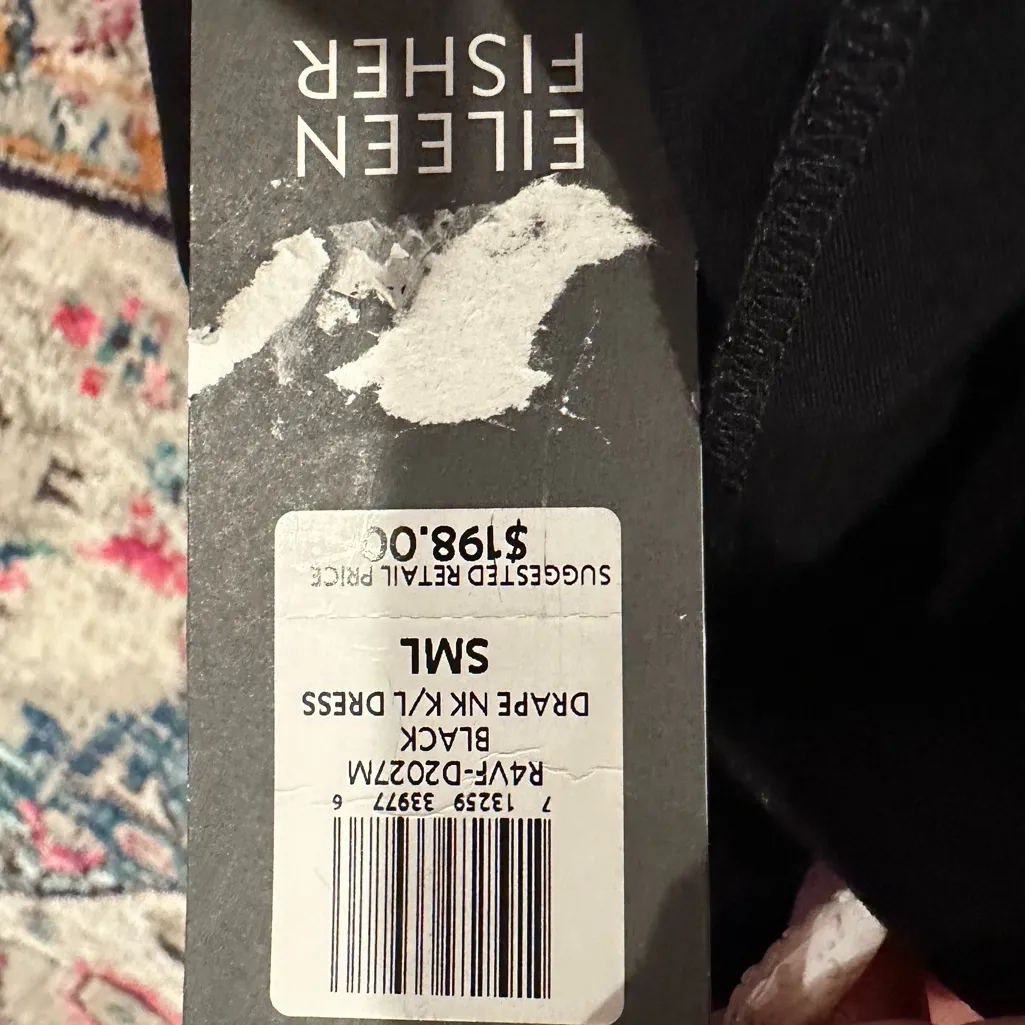 7 13259 33977 6
R4VF-D2027M
BLACK
DRAPE NK K/L DRESS
SML
SUGGESTED RETAIL PRICE
$198.00
EILEEN
FISHER